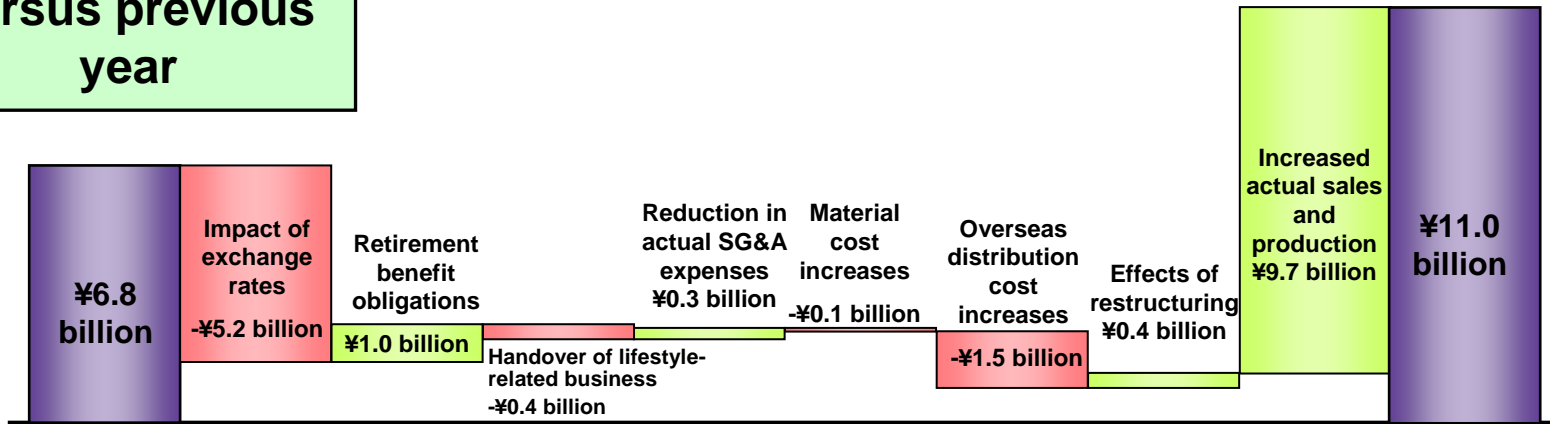 previous
year
¥6.8
billion
Impact of
exchange
rates
-¥5.2 billion
Retirement
benefit
obligations
¥1.0 billion
Handover of lifestyle-
related business
-¥0.4 billion
Reduction in
actual SG&A
expenses
¥0.3 billion
Material
cost
increases
-¥0.1 billion
Overseas
distribution
cost
increases
-¥1.5 billion
Effects of
restructuring
¥0.4 billion
Increased
actual sales
and
production
¥9.7 billion
¥11.0
billion